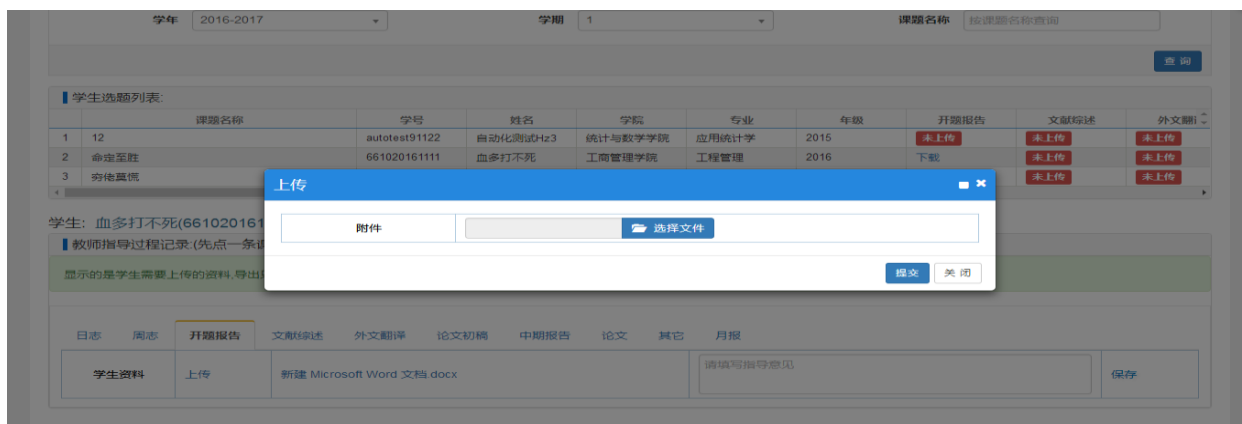 学年 2016-2017 学期 1 课题名称 按课题名称查询
查 询
学生选题列表:
课题名称 学号 姓名 学院 专业 年级 开题报告 文献综述 外文翻
1 12 autotest91122 自动化测试Hz3 统计与数学学院 应用统计学 2015 未上传 未上传 未上传
2 命定至胜 661020161111 血多打不死 工商管理学院 工程管理 2016 下载 未上传 未上传
3 穷佬莫慌 未上传 未上传
上传
附件 选择文件
提交 关 闭
学生: 血多打不死(661020161
教师指导过程记录:(先点一条
显示的是学生需要上传的资料,导出
日志 周志 开题报告 文献综述 外文翻译 论文初稿 中期报告 论文 其它 月报
学生资料 上传 新建 Microsoft Word 文档.docx 请填写指导意见 保存